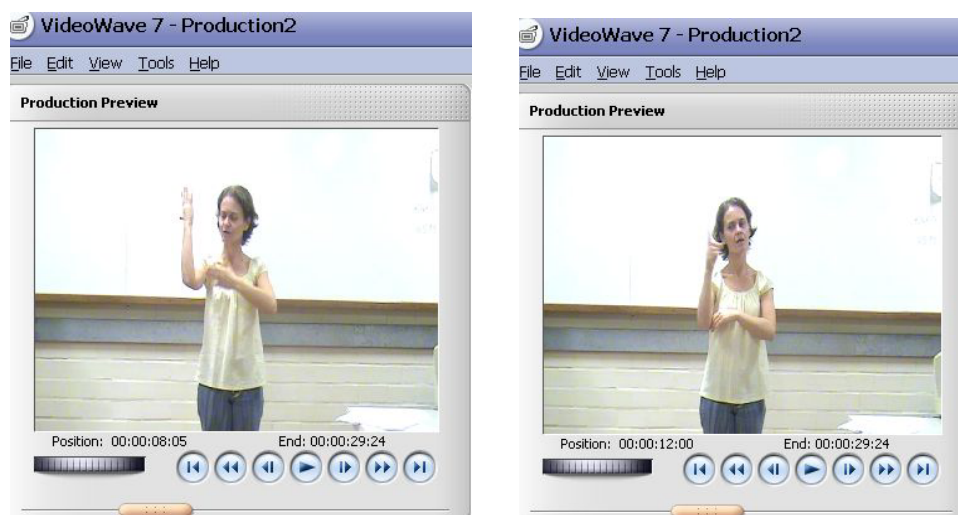 VideoWave 7 - Production2
File Edit View Tools Help
Production Preview
Position: 00:00:08:05 End: 00:00:29:24
VideoWave 7 - Production2
File Edit View Tools Help
Production Preview
Position: 00:00:12:00 End: 00:00:29:24